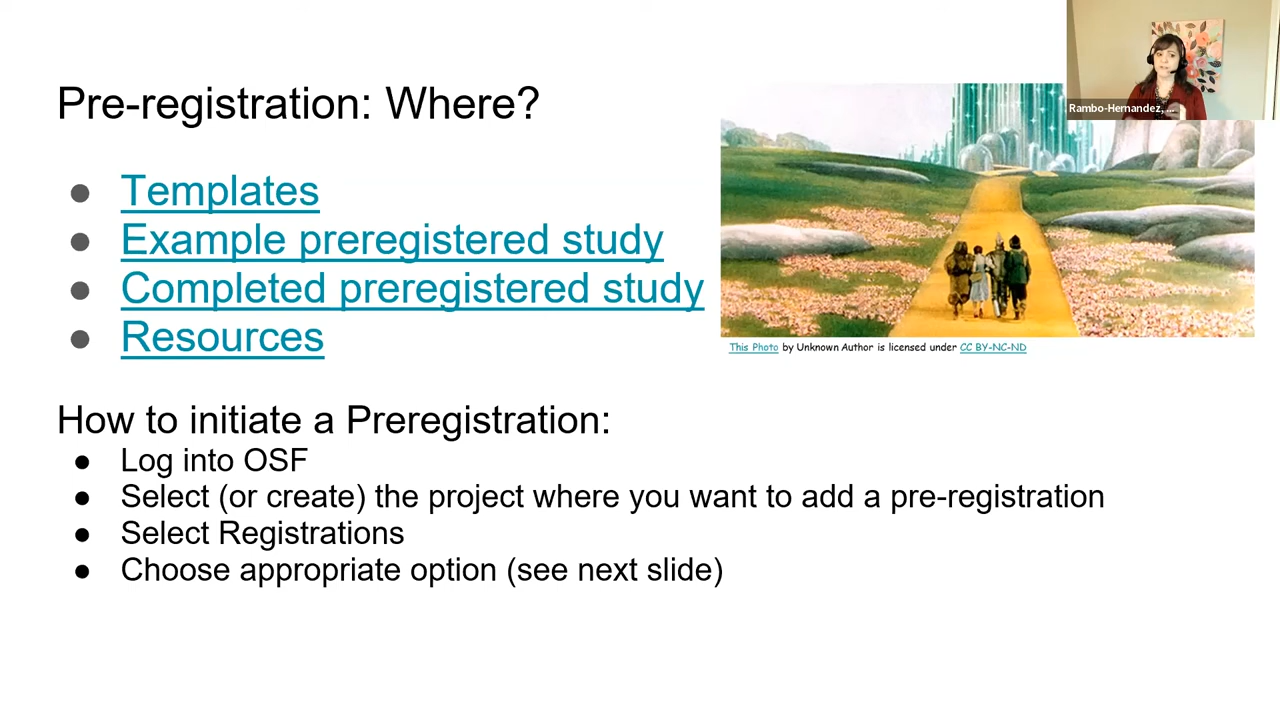 Pre-registration: Where?
Rambo-Hernandez, ...
● Templates
● Example preregistered study
● Completed preregistered study
● Resources
This Photo by Unknown Author is licensed under CC BY-NC-ND
How to initiate a Preregistration:
● Log into OSF
● Select (or create) the project where you want to add a pre-registration
● Select Registrations
● Choose appropriate option (see next slide)